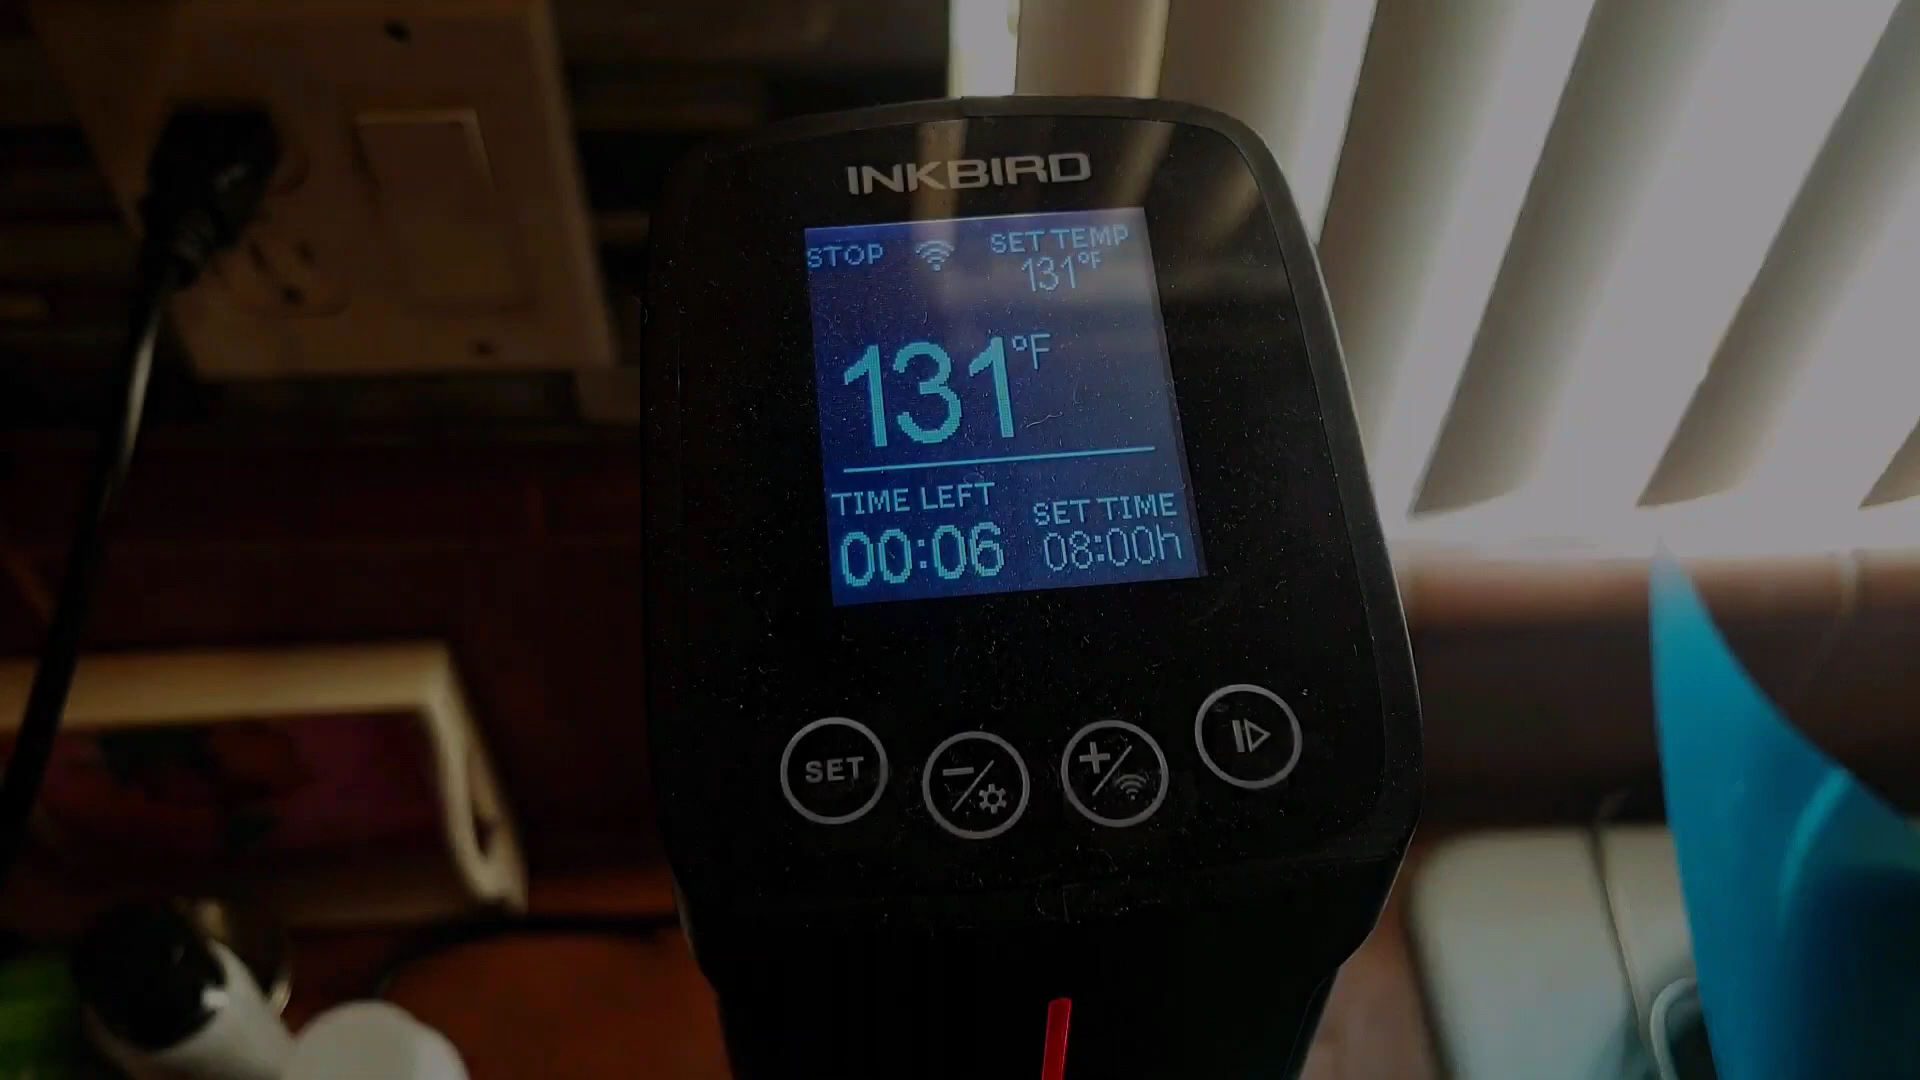 INKBIRD
STOP SET TEMP
131°F
131°F
TIME LEFT SET TIME
00:06 08:00h
SET